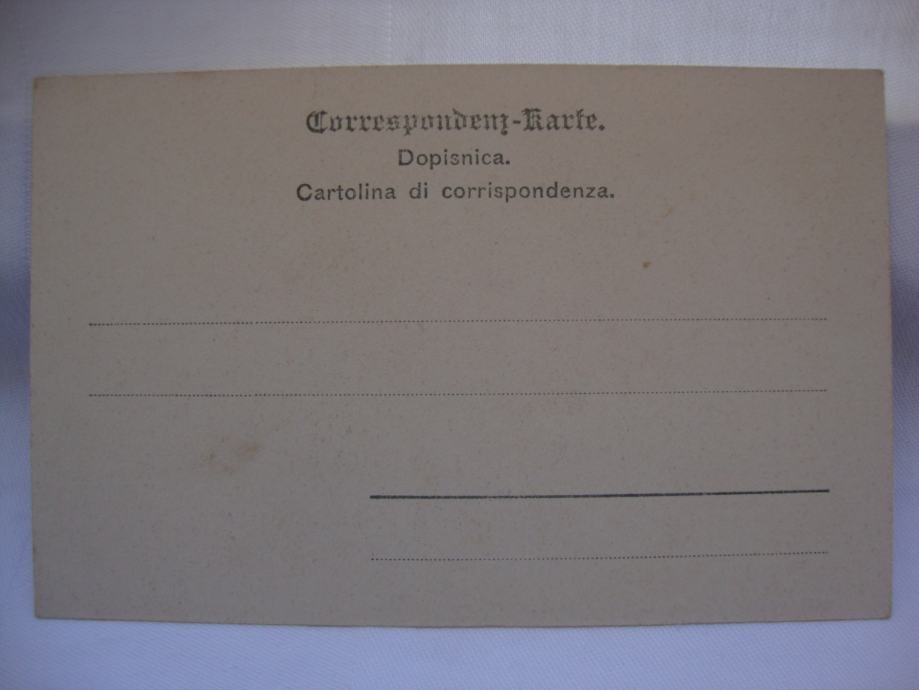 Correspondenz-Karte.
Dopisnica.
Cartolina di corrispondenza.